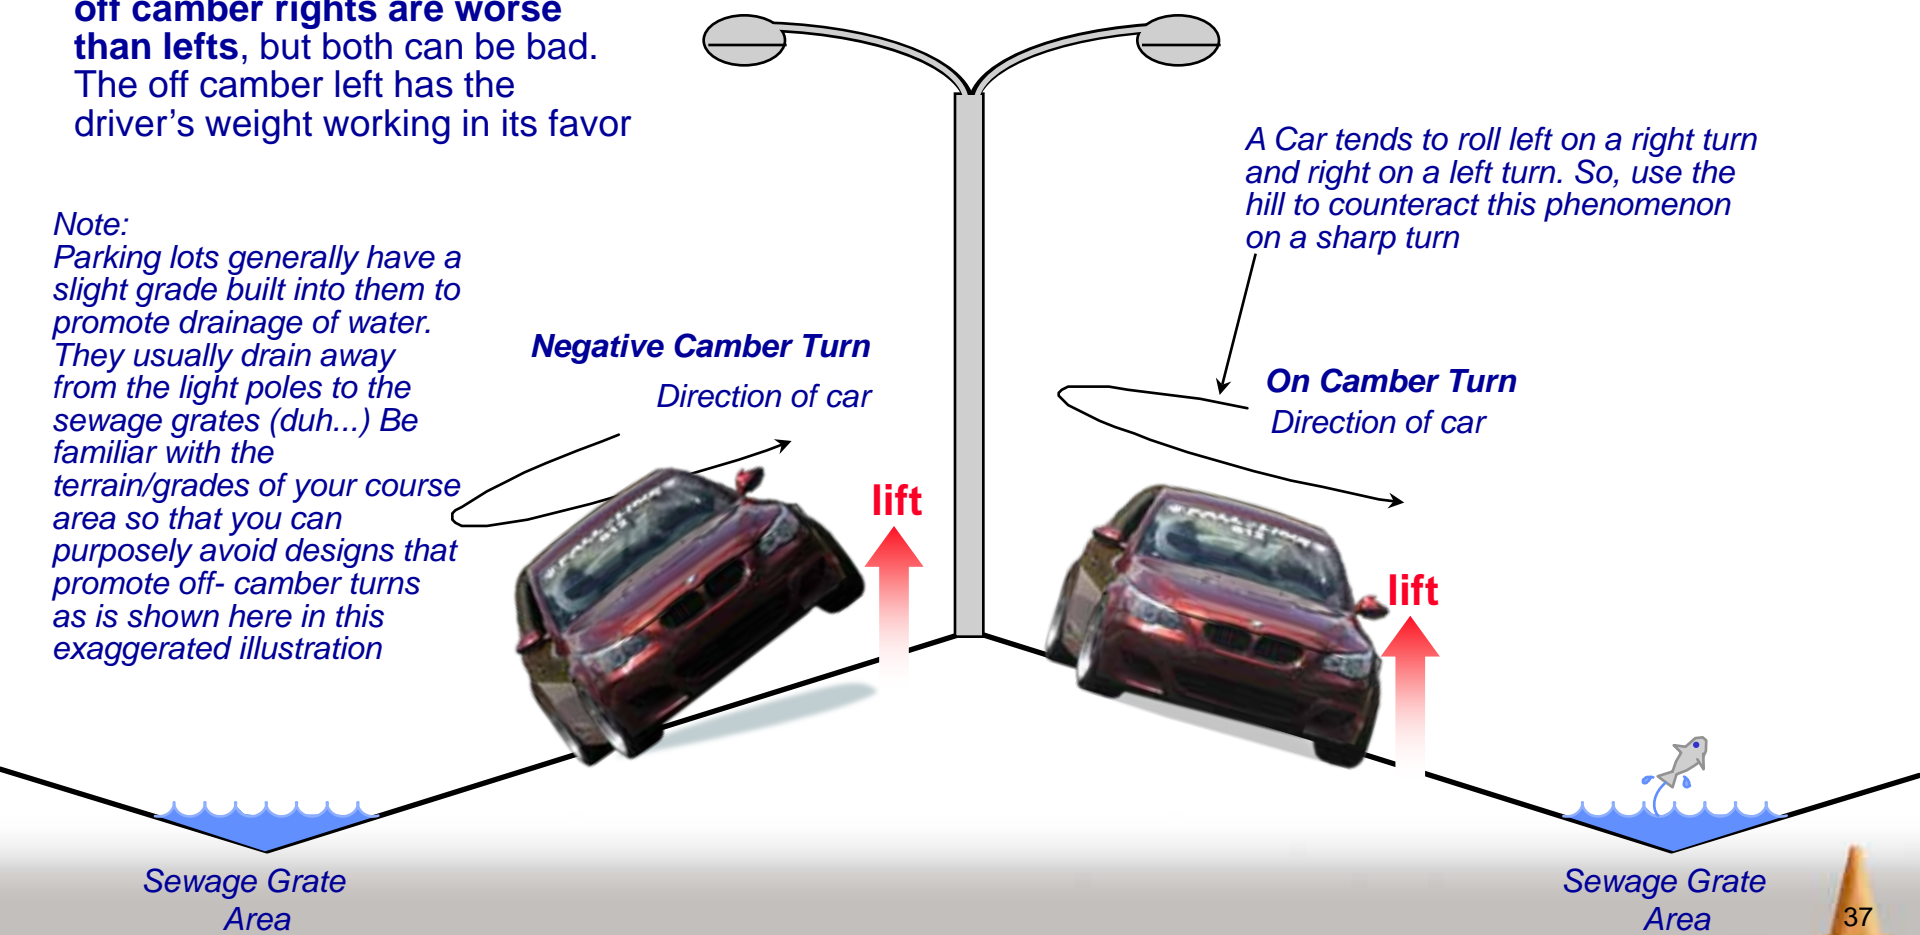 off camber rights are worse
than lefts, but both can be bad.
The off camber left has the
driver’s weight working in its favor
A Car tends to roll left on a right turn
and right on a left turn. So, use the
hill to counteract this phenomenon
on a sharp turn
Note:
Parking lots generally have a
slight grade built into them to
promote drainage of water.
They usually drain away
from the light poles to the
sewage grates (duh...) Be
familiar with the
terrain/grades of your course
area so that you can
purposely avoid designs that
promote off- camber turns
as is shown here in this
exaggerated illustration
Negative Camber Turn
Direction of car
On Camber Turn
Direction of car
lift
lift
Sewage Grate
Area
Sewage Grate
Area
37